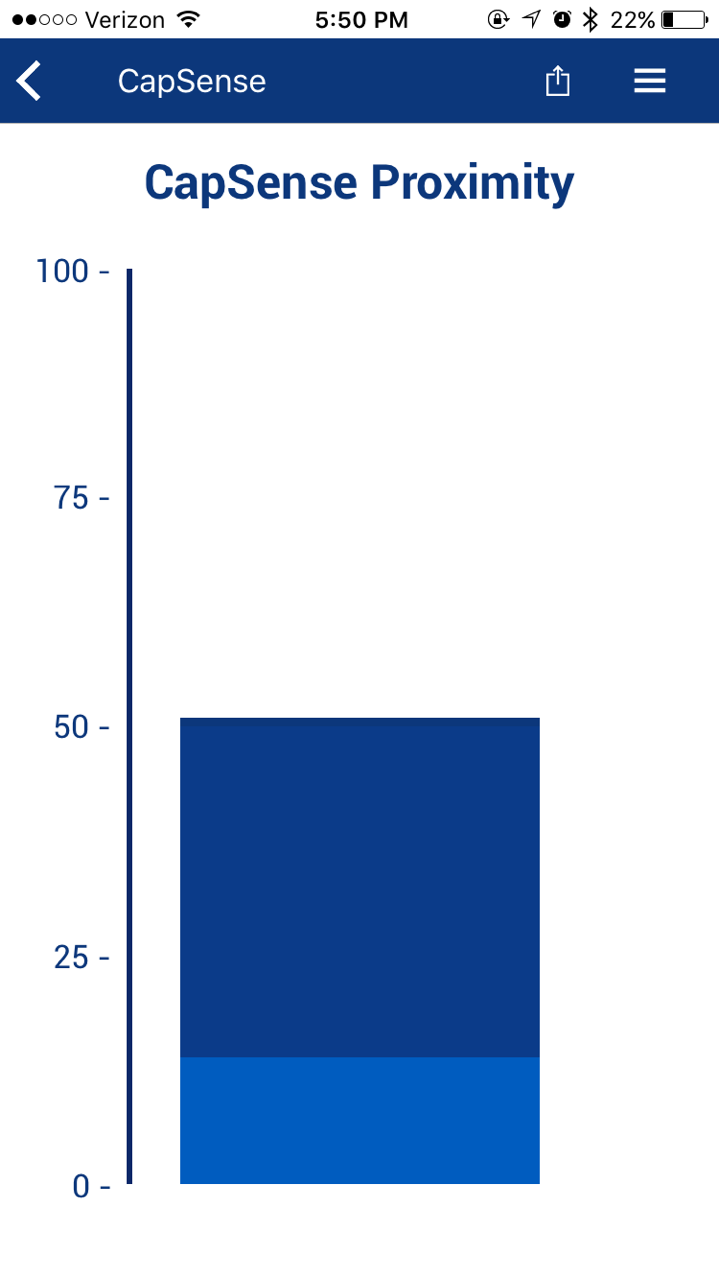 Verizon 5:50 PM 22%
CapSense
CapSense Proximity
100 -
75 -
50 -
25 -
0 -